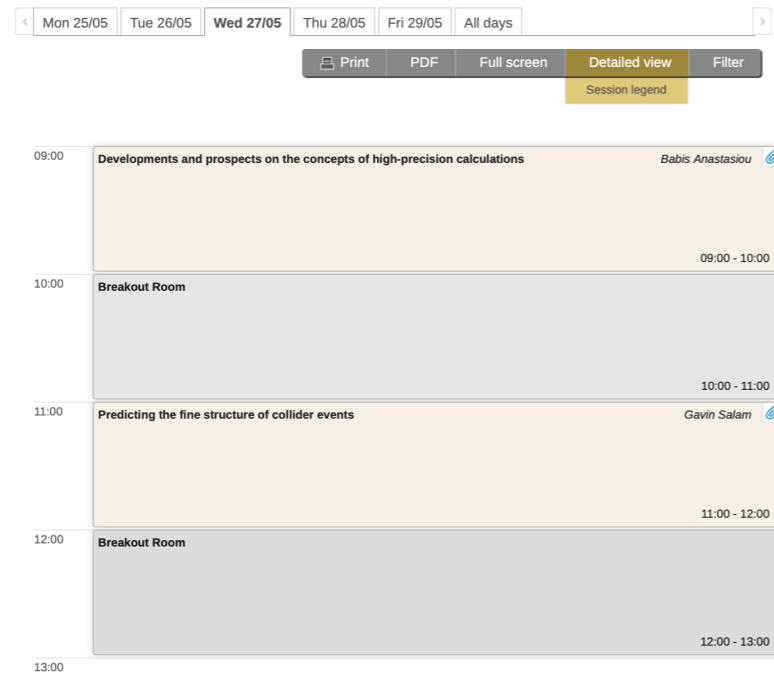 Mon 25/05 Tue 26/05 Wed 27/05 Thu 28/05 Fri 29/05 All days
Print PDF Full screen Detailed view Filter
Session legend
09:00 Developments and prospects on the concepts of high-precision calculations Babis Anastasiou
09:00 - 10:00
10:00 Breakout Room
10:00 - 11:00
11:00 Predicting the fine structure of collider events Gavin Salam
11:00 - 12:00
12:00 Breakout Room
12:00 - 13:00
13:00